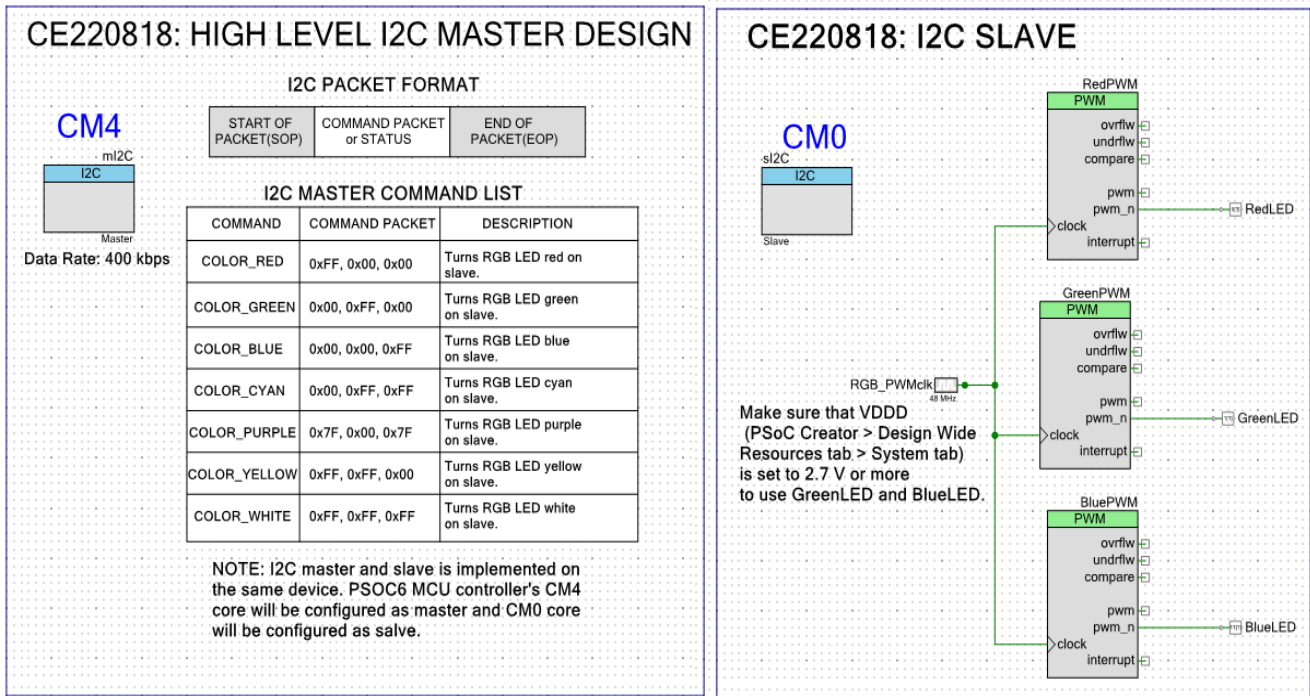 CE220818: HIGH LEVEL I2C MASTER DESIGN
I2C PACKET FORMAT
START OF
PACKET(SOP)
COMMAND PACKET
or STATUS
END OF
PACKET(EOP)
CM4
mI2C
I2C
Master
Data Rate: 400 kbps
I2C MASTER COMMAND LIST
COMMAND COMMAND PACKET DESCRIPTION
COLOR_RED 0xFF, 0x00, 0x00 Turns RGB LED red on
slave.
COLOR_GREEN 0x00, 0xFF, 0x00 Turns RGB LED green
on slave.
COLOR_BLUE 0x00, 0x00, 0xFF Turns RGB LED blue
on slave.
COLOR_CYAN 0x00, 0xFF, 0xFF Turns RGB LED cyan
on slave.
COLOR_PURPLE 0x7F, 0x00, 0x7F Turns RGB LED purple
on slave.
COLOR_YELLOW 0xFF, 0xFF, 0x00 Turns RGB LED yellow
on slave.
COLOR_WHITE 0xFF, 0xFF, 0xFF Turns RGB LED white
on slave.
NOTE: I2C master and slave is implemented on
the same device. PSOC6 MCU controller's CM4
core will be configured as master and CM0 core
will be configured as salve.
CE220818: I2C SLAVE
CM0
sI2C
I2C
Slave
RedPWM
PWM
ovrflw
undrflw
compare
pwm
pwm_n
RedLED
clock
interrupt
GreenPWM
PWM
ovrflw
undrflw
compare
pwm
pwm_n
GreenLED
clock
interrupt
RGB_PWMclk
48 MHz
Make sure that VDDD
(PSoC Creator > Design Wide
Resources tab > System tab)
is set to 2.7 V or more
to use GreenLED and BlueLED.
BluePWM
PWM
ovrflw
undrflw
compare
pwm
pwm_n
BlueLED
clock
interrupt